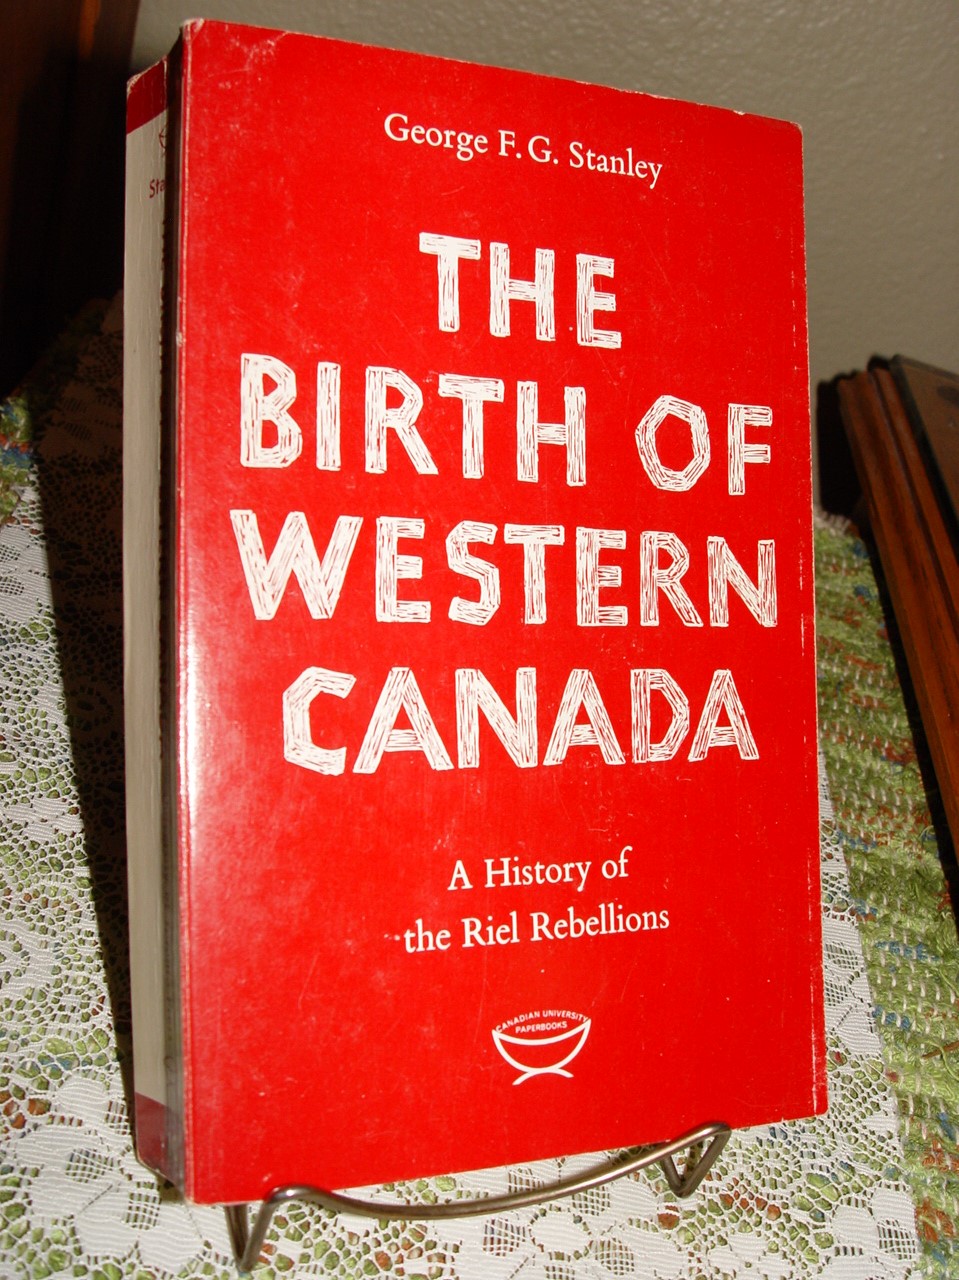 George F. G. Stanley
THE
BIRTH OF
WESTERN
CANADA
A History of
the Riel Rebellions
CANADIAN UNIVERSITY
PAPERBOOKS